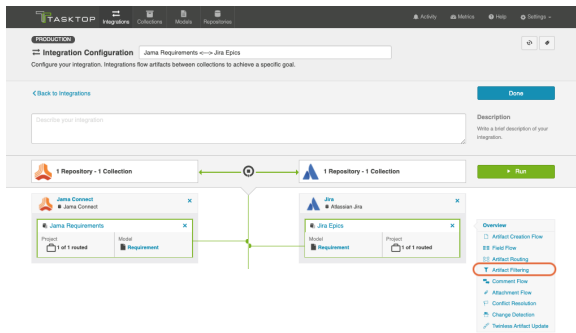 TASKTOP
Integrations
Collections
Models
Repositories
Activity
Metrics
Help
Settings
PRODUCTION
Integration Configuration
Jama Requirements <---> Jira Epics
Configure your integration. Integrations flow artifacts between collections to achieve a specific goal.
Back to Integrations
Done
Describe your integration
Description
Write a brief description of your
integration.
1 Repository - 1 Collection
1 Repository - 1 Collection
Run
Jama Connect
Jama Connect
Jira
Atlassian Jira
Jama Requirements
Project
Model
1 of 1 routed
Requirement
Jira Epics
Model
Project
Requirement
1 of 1 routed
Overview
Artifact Creation Flow
Field Flow
Artifact Routing
Artifact Filtering
Comment Flow
Attachment Flow
Conflict Resolution
Change Detection
Twinless Artifact Update